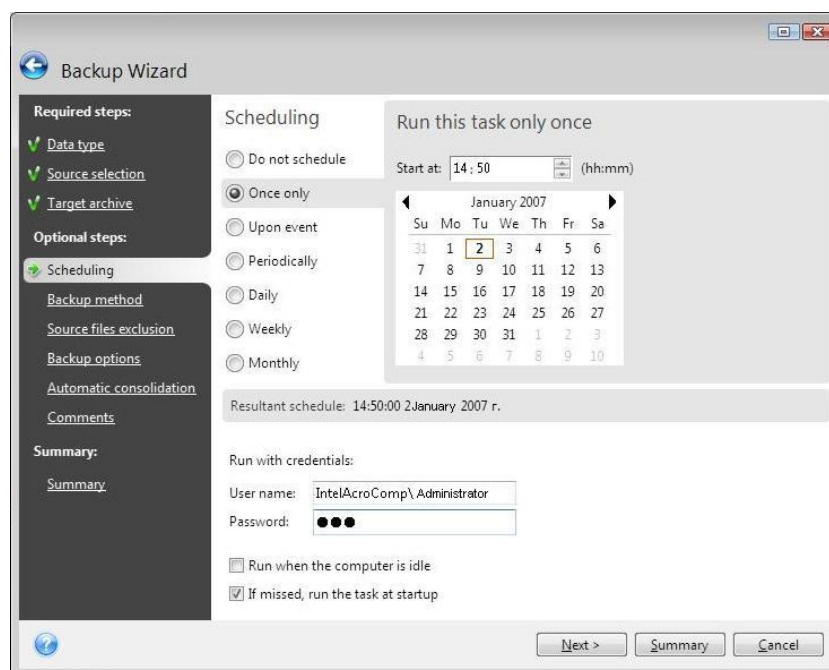 Backup Wizard
Required steps:
Data type
Source selection
Target archive
Optional steps:
Scheduling
Backup method
Source files exclusion
Backup options
Automatic consolidation
Comments
Summary:
Summary
Scheduling
Do not schedule
Once only
Upon event
Periodically
Daily
Weekly
Monthly
Run this task only once
Start at: 14:50 (hh:mm)
January 2007
Su Mo Tu We Th Fr Sa
31 1 2 3 4 5 6
7 8 9 10 11 12 13
14 15 16 17 18 19 20
21 22 23 24 25 26 27
28 29 30 31 1 2 3
4 5 6 7 8 9 10
Resultant schedule: 14:50:00 2January 2007 г.
Run with credentials:
User name: IntelAcroComp\Administrator
Password: ●●●
Run when the computer is idle
If missed, run the task at startup
?
Next >
Summary
Cancel